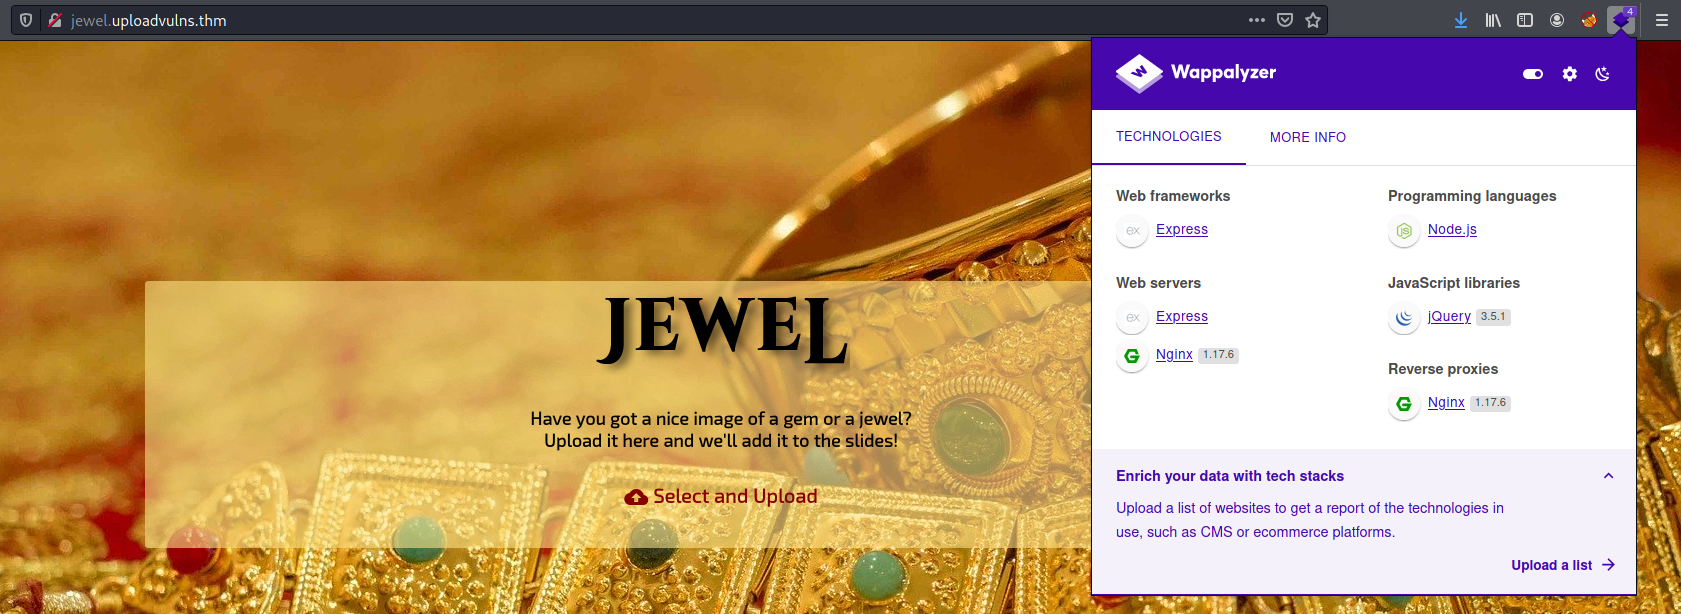 jewel.uploadvulns.thm
4
Wappalyzer
TECHNOLOGIES
MORE INFO
Web frameworks
ex
Express
Programming languages
JS
Node.js
Web servers
ex
Express
Nginx 1.17.6
JavaScript libraries
jQuery 3.5.1
Reverse proxies
Nginx 1.17.6
Enrich your data with tech stacks
Upload a list of websites to get a report of the technologies in
use, such as CMS or ecommerce platforms.
Upload a list
JEWEL
Have you got a nice image of a gem or a jewel?
Upload it here and we'll add it to the slides!
Select and Upload